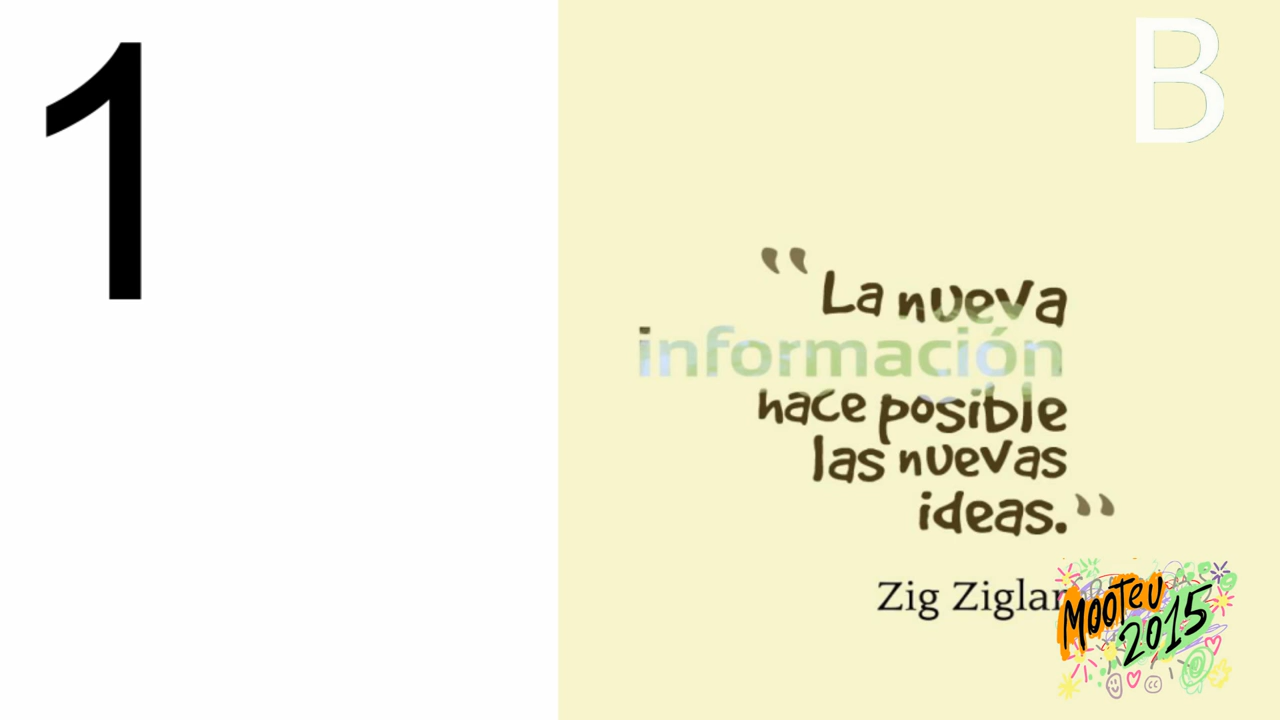 1
B
“La nueva
información
hace posible
las nuevas
ideas.”
Zig Ziglar
MOOTEU
2015